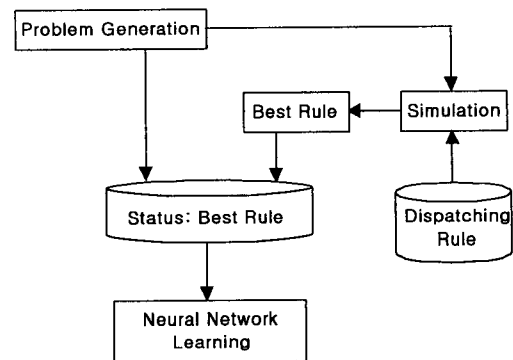 Problem Generation
Best Rule
Simulation
Status: Best Rule
Dispatching
Rule
Neural Network
Learning